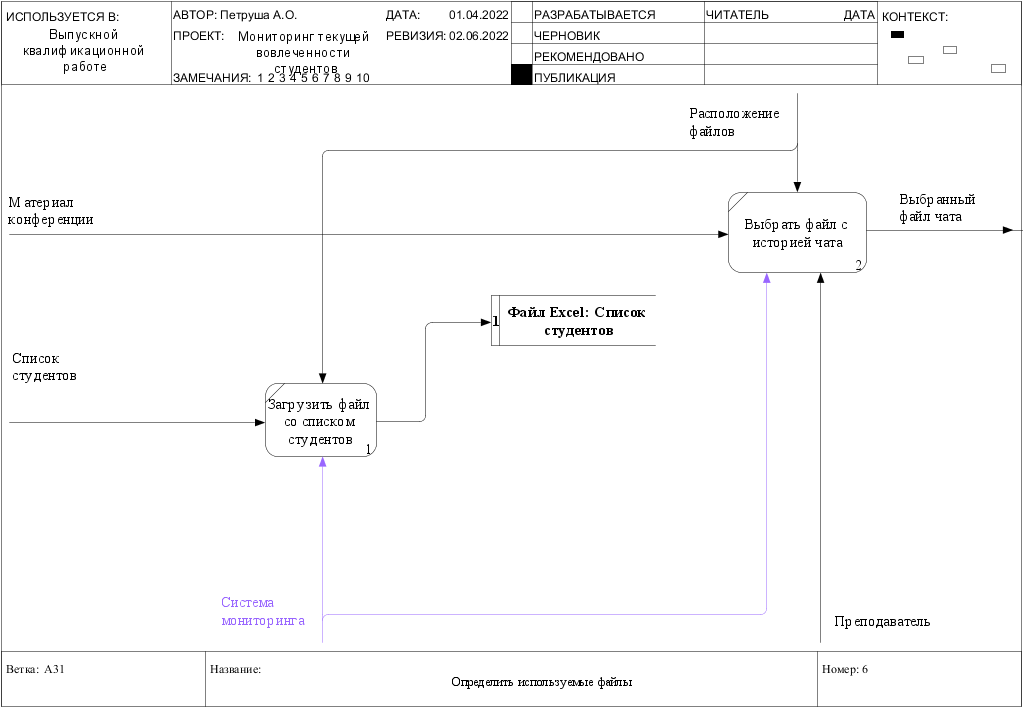 ИСПОЛЬЗУЕТСЯ В:
Выпускной
квалификационной
работе
АВТОР: Петруша А.О.
ДАТА: 01.04.2022
ПРОЕКТ: Мониторинг текущей
вовлеченности
студентов
РЕВИЗИЯ: 02.06.2022
ЗАМЕЧАНИЯ: 1 2 3 4 5 6 7 8 9 10
РАЗРАБАТЫВАЕТСЯ
ЧЕРНОВИК
РЕКОМЕНДОВАНО
ПУБЛИКАЦИЯ
ЧИТАТЕЛЬ ДАТА
КОНТЕКСТ:
Расположение
файлов
Материал
конференции
Выбрать файл с
историей чата
2
Выбранный
файл чата
1 Файл Excel: Список
студентов
Список
студентов
Загрузить файл
со списком
студентов
1
Система
мониторинга
Преподаватель
Ветка: A31
Название:
Определить используемые файлы
Номер: 6